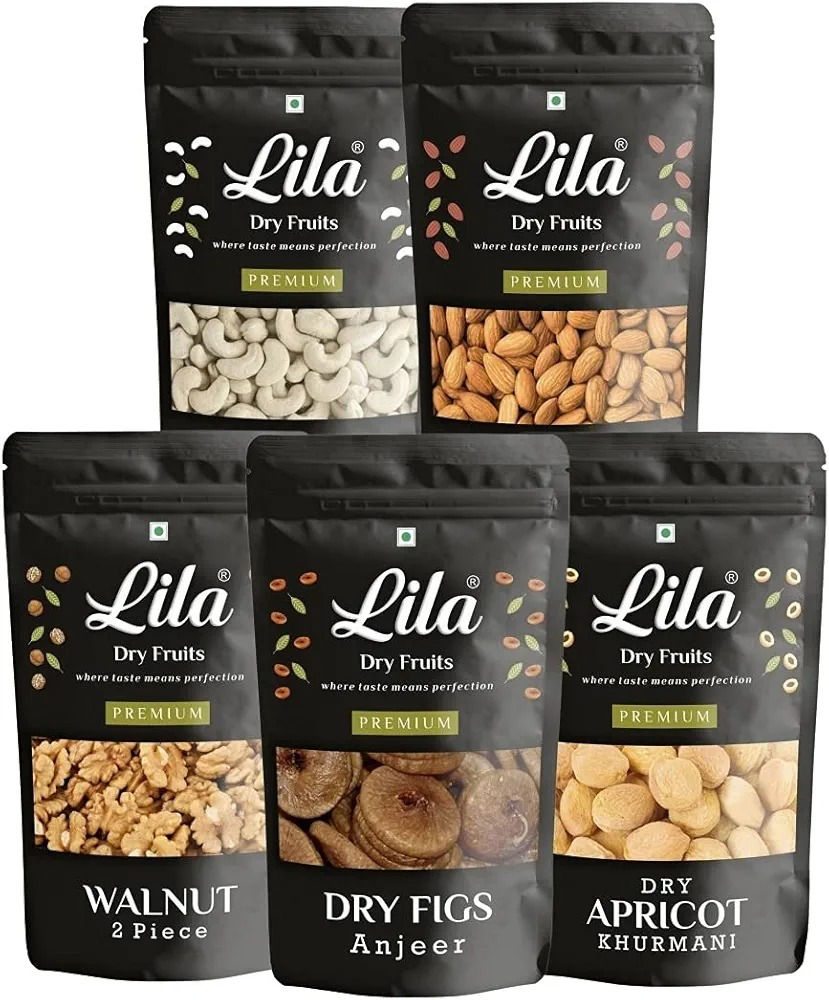 Lila®
Dry Fruits
where taste means perfection
PREMIUM
Lila®
Dry Fruits
where taste means perfection
PREMIUM
Lila®
Dry Fruits
where taste means perfection
PREMIUM
WALNUT
2 Piece
Lila®
Dry Fruits
where taste means perfection
PREMIUM
DRY FIGS
Anjeer
Lila®
Dry Fruits
where taste means perfection
PREMIUM
DRY
APRICOT
KHURMANI